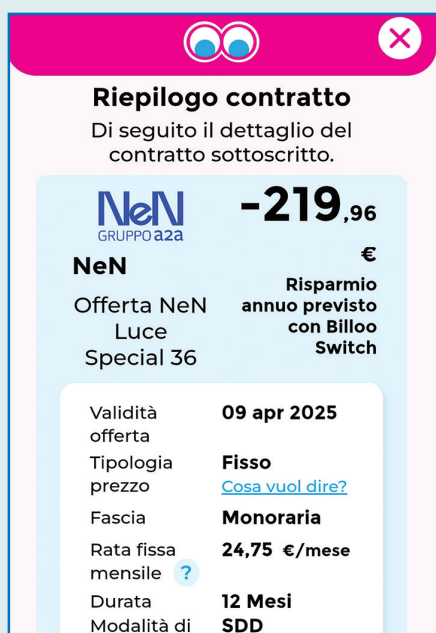 Riepilogo contratto
Di seguito il dettaglio del
contratto sottoscritto.
NeN
GRUPPO a2a
-219,96
€
NeN
Risparmio
annuo previsto
con Billoo
Switch
Offerta NeN
Luce
Special 36
Validità
offerta
09 apr 2025
Tipologia
prezzo
Fisso
Cosa vuol dire?
Fascia
Monoraria
Rata fissa
mensile ?
24,75 €/mese
Durata
12 Mesi
Modalità di
SDD